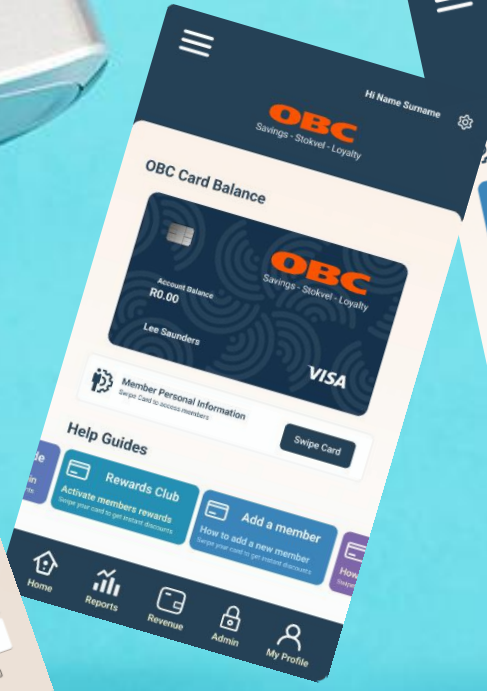 Hi Name Surname
OBC
Savings - Stokvel - Loyalty
OBC Card Balance
OBC
Savings - Stokvel - Loyalty
Account Balance
R0.00
Lee Saunders
VISA
Member Personal Information
Swipe Card to access members
Swipe Card
Help Guides
Rewards Club
Activate members rewards
Swipe your card to get instant discounts
Add a member
How to add a new member
Swipe your card to get instant discounts
How
Home
Reports
Revenue
Admin
My Profile